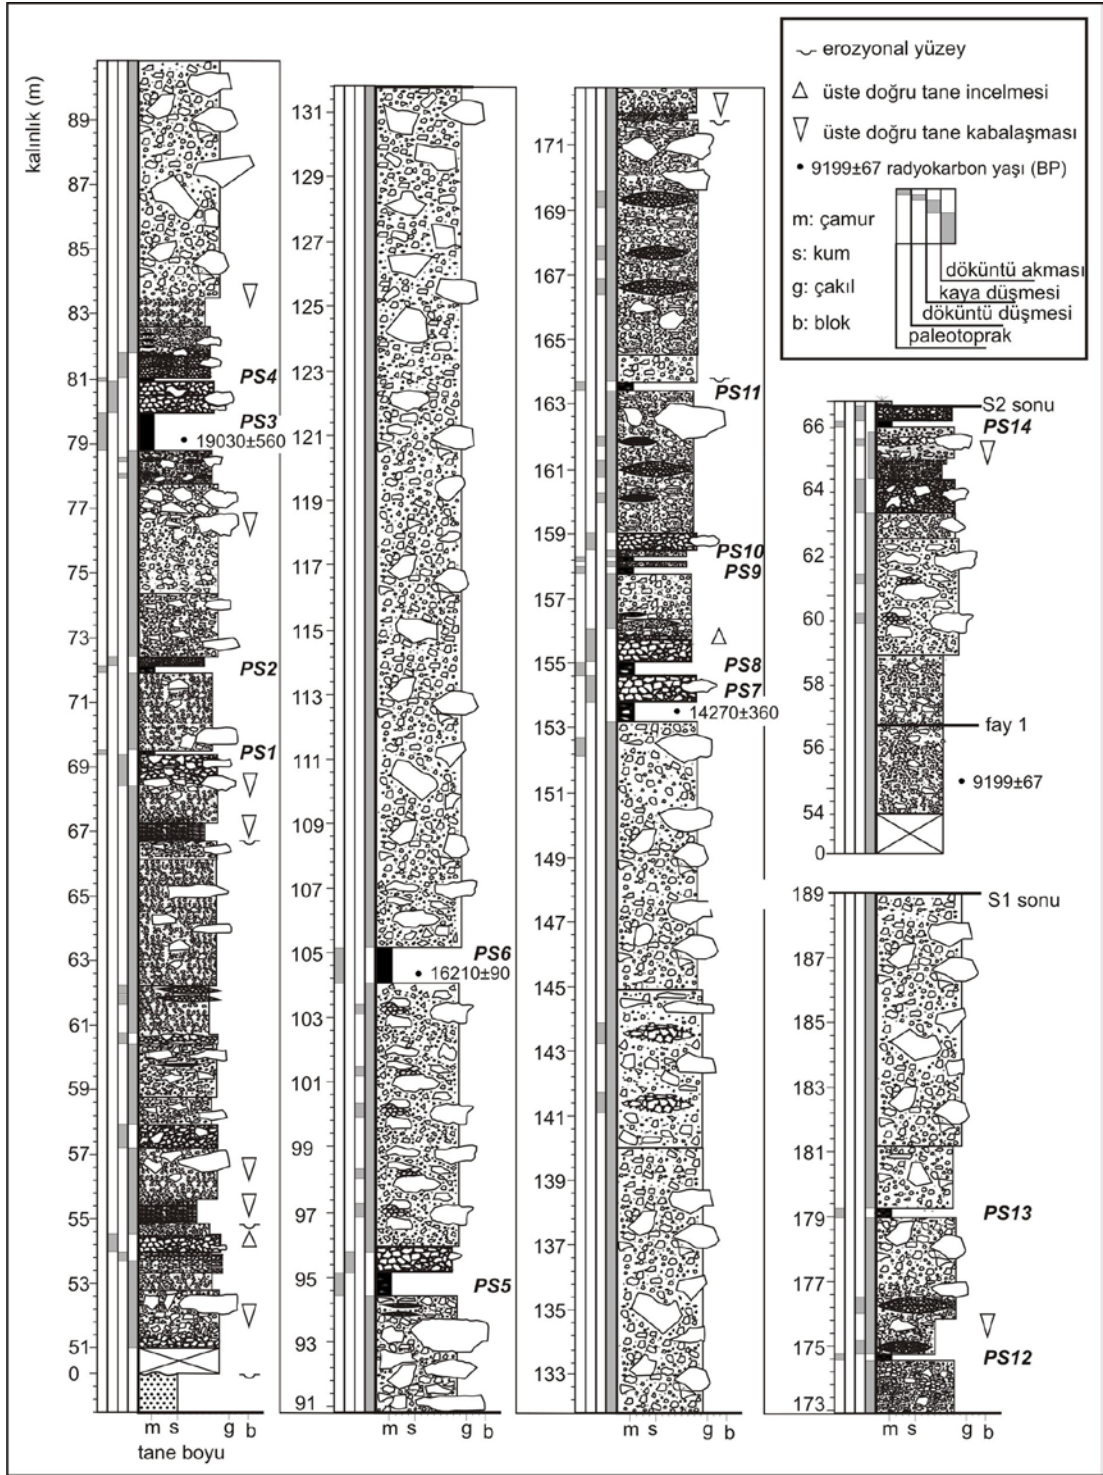 kalınlık (m)
89
87
85
83
81
79
77
75
73
71
69
67
65
63
61
59
57
55
53
51
0
PS4
PS3
19030±560
PS2
PS1
m s g b
tane boyu
131
129
127
125
123
121
119
117
115
113
111
109
107
105
103
101
99
97
95
93
91
PS6
16210±90
PS5
m s g b
171
169
167
165
163
161
159
157
155
153
151
149
147
145
143
141
139
137
135
133
PS11
PS10
PS9
PS8
PS7
14270±360
m s g b
erozyonal yüzey
üste doğru tane incelmesi
üste doğru tane kabalaşması
9199±67 radyokarbon yaşı (BP)
m: çamur
s: kum
g: çakıl
b: blok
döküntü akması
kaya düşmesi
döküntü düşmesi
paleotoprak
66
64
62
60
58
56
54
0
S2 sonu
PS14
fay 1
9199±67
189
187
185
183
181
179
177
175
173
S1 sonu
PS13
PS12
m s g b